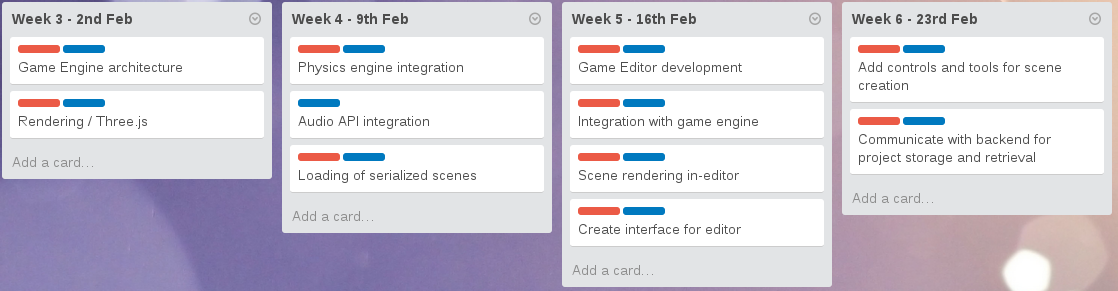 Week 3 - 2nd Feb
Game Engine architecture
Rendering / Three.js
Add a card...
Week 4 - 9th Feb
Physics engine integration
Audio API integration
Loading of serialized scenes
Add a card...
Week 5 - 16th Feb
Game Editor development
Integration with game engine
Scene rendering in-editor
Create interface for editor
Add a card...
Week 6 - 23rd Feb
Add controls and tools for scene
creation
Communicate with backend for
project storage and retrieval
Add a card...